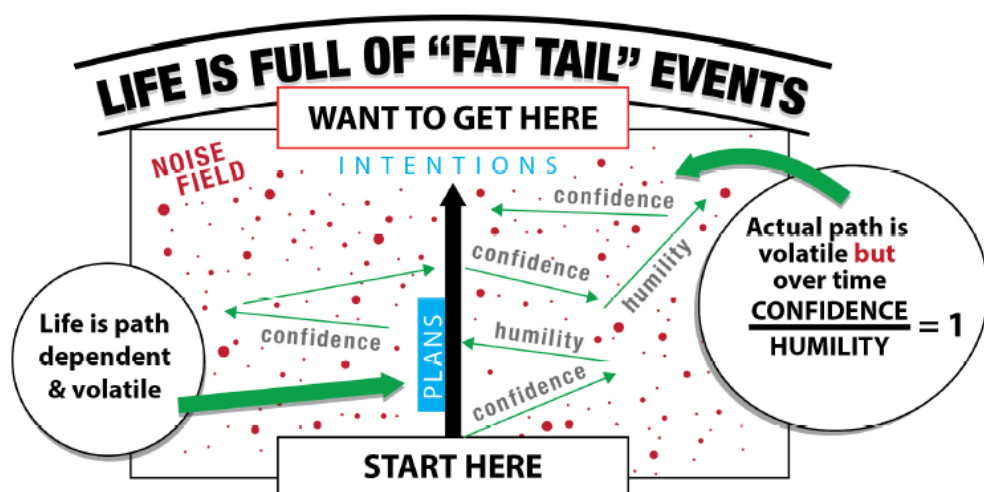 LIFE IS FULL OF “FAT TAIL” EVENTS
WANT TO GET HERE
NOISE
FIELD
INTENTIONS
confidence
Actual path is
volatile but
over time
CONFIDENCE
HUMILITY
= 1
confidence
humility
Life is path
dependent
& volatile
confidence
humility
PLANS
confidence
START HERE